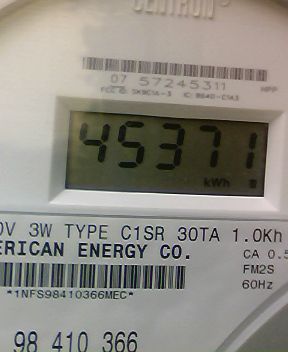 CENTRON
07 57245311
45371
kWh
0V 3W TYPE C1SR 30TA 1.0Kh
ERICAN ENERGY CO.
CA 0.5
FM2S
60Hz
*1NFS98410366MEC*
98 410 366